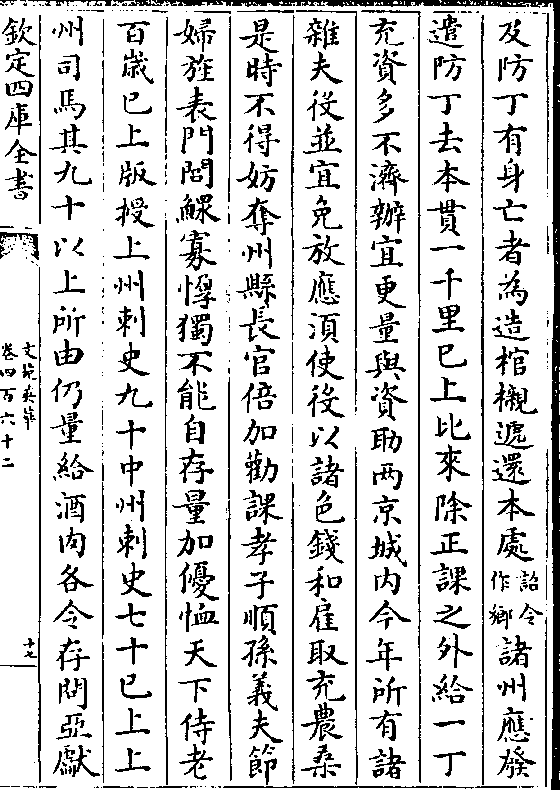 及防丁有身亡者為造棺櫬遞還本處詔令作鄉諸州應發
遣防丁去本貫一千里已上比來除正課之外給一丁
充資多不濟辦宜更量與資助兩京城内今年所有諸
雜夫役並宜免放應須使役以諸色錢和雇取充農桑
是時不得妨奪州縣長官倍加勸課孝子順孫義夫節
婦旌表門閭鰥寡惸獨不能自存量加優恤天下侍老
百歲已上版授上州刺史九十中州刺史七十已上上
州司馬其九十以上所由仍量給酒肉各令存問亞獻
欽定四庫全書
文苑英華
卷四百六十二
十五